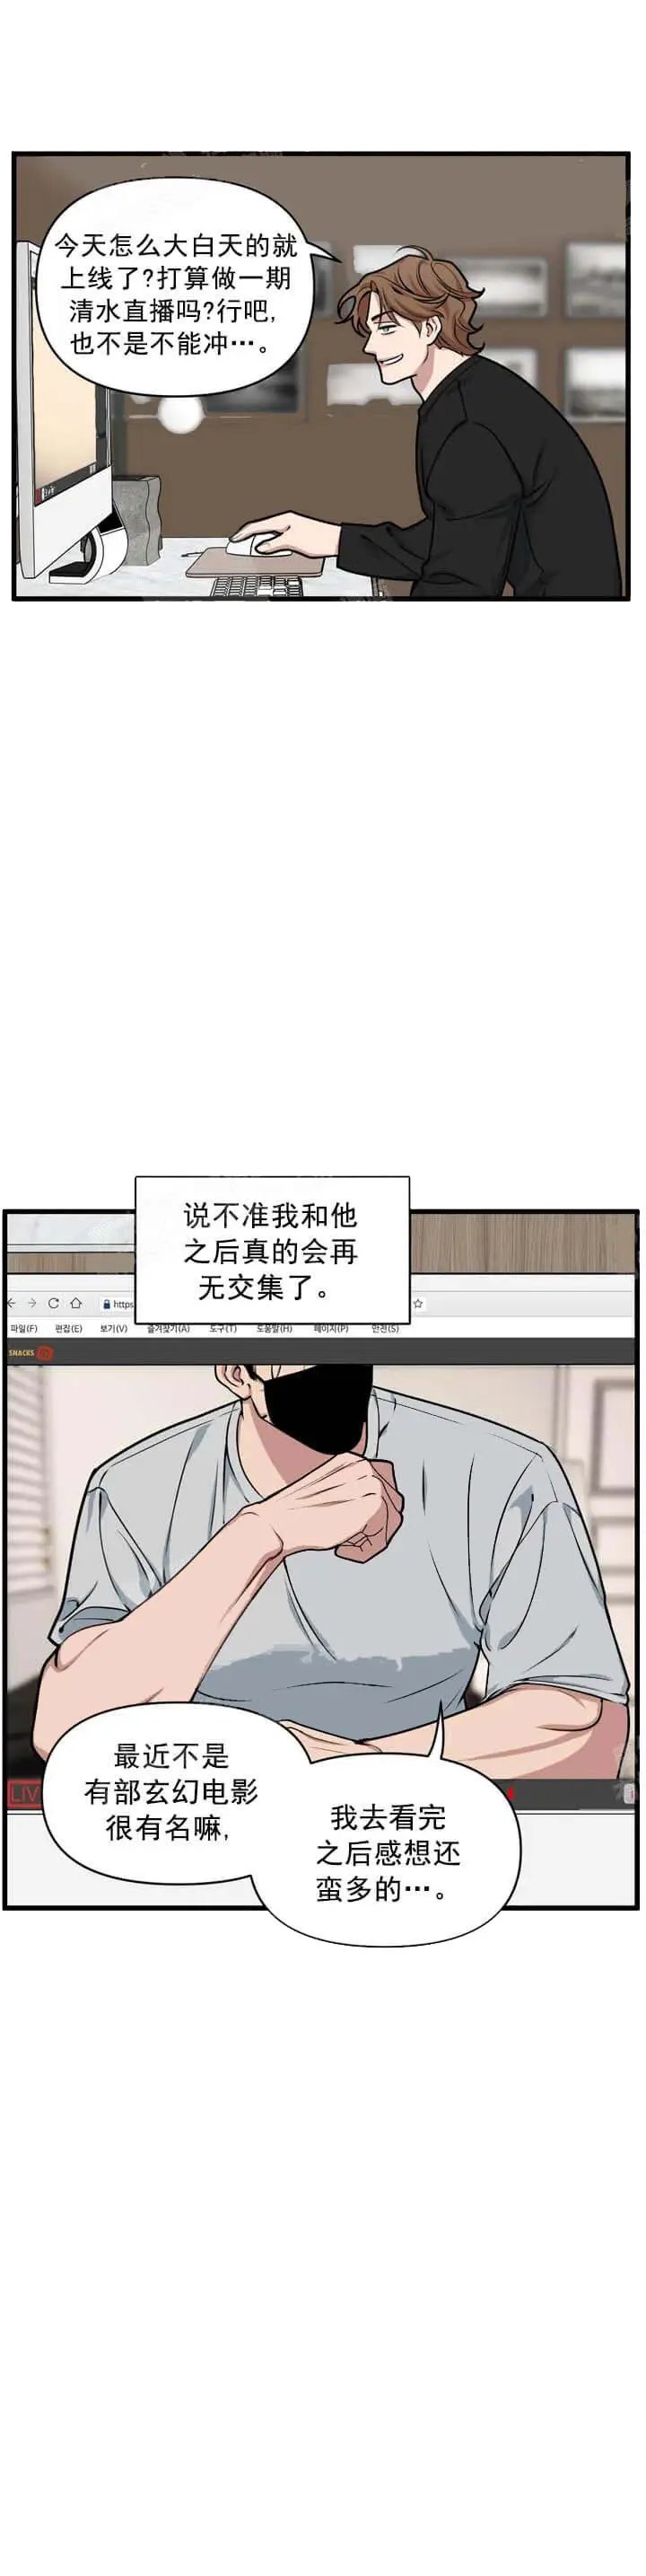 今天怎么大白天的就
上线了?打算做一期
清水直播吗?行吧,
也不是不能冲…。
说不准我和他
之后真的会再
无交集了。
https
파일(F) 편집(E) 보기(V) 즐겨찾기(A) 도구(T) 도움말(H) 페이지(P) 안전(S)
SNACKS
最近不是
有部玄幻电影
很有名嘛,
LIV
我去看完
之后感想还
蛮多的…。